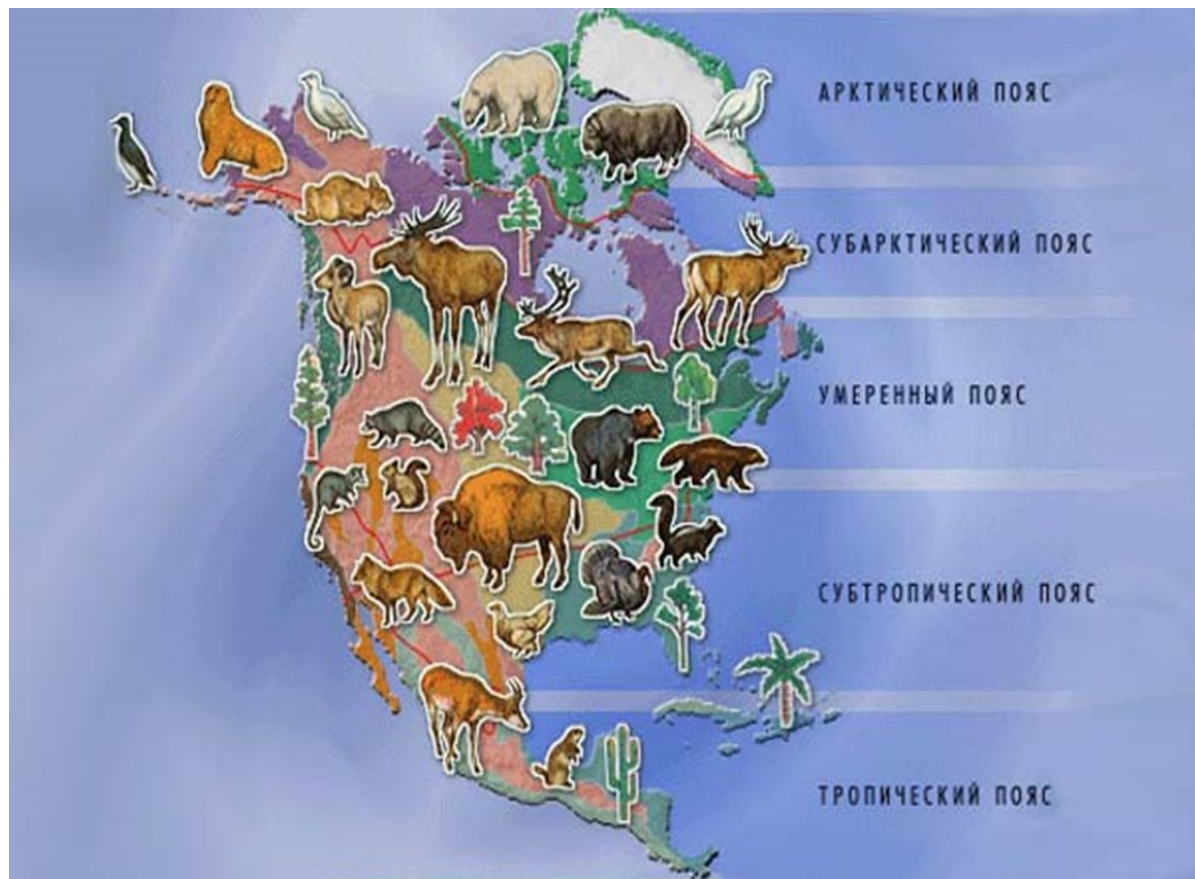 АРКТИЧЕСКИЙ ПОЯС
СУБАРКТИЧЕСКИЙ ПОЯС
УМЕРЕННЫЙ ПОЯС
СУБТРОПИЧЕСКИЙ ПОЯС
ТРОПИЧЕСКИЙ ПОЯС